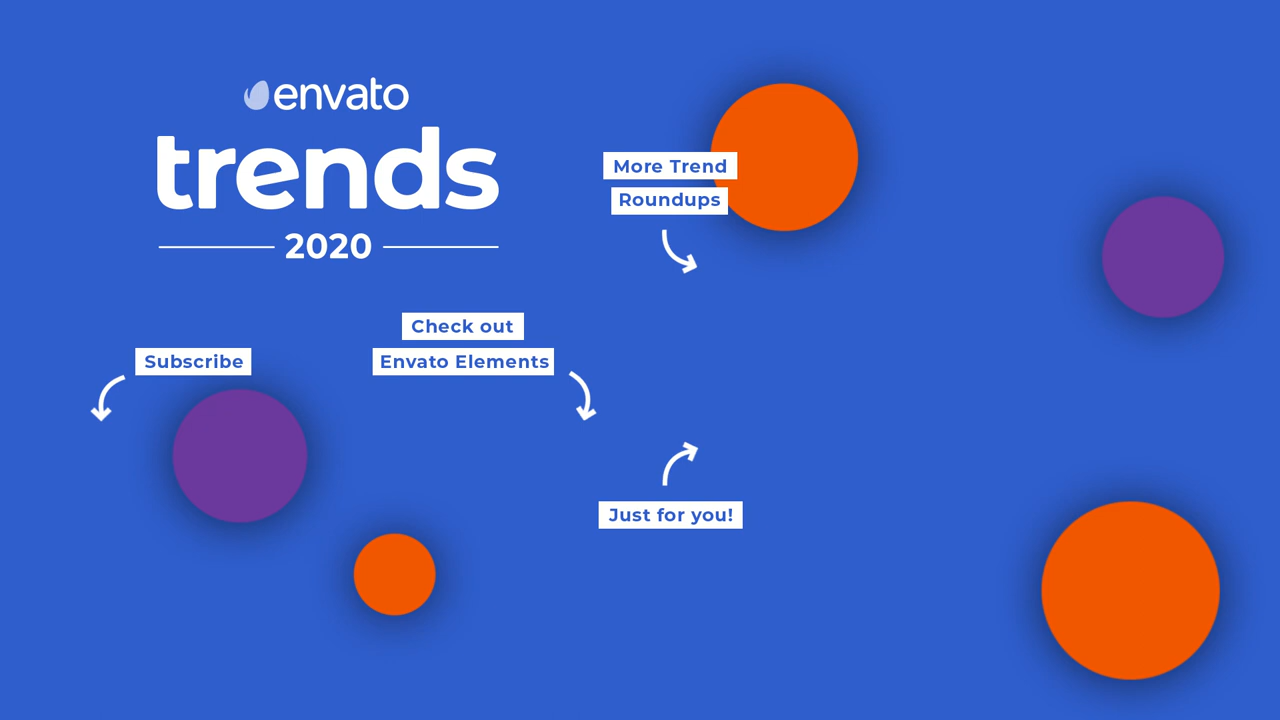 envato
trends
2020
More Trend
Roundups
Check out
Envato Elements
Subscribe
Just for you!